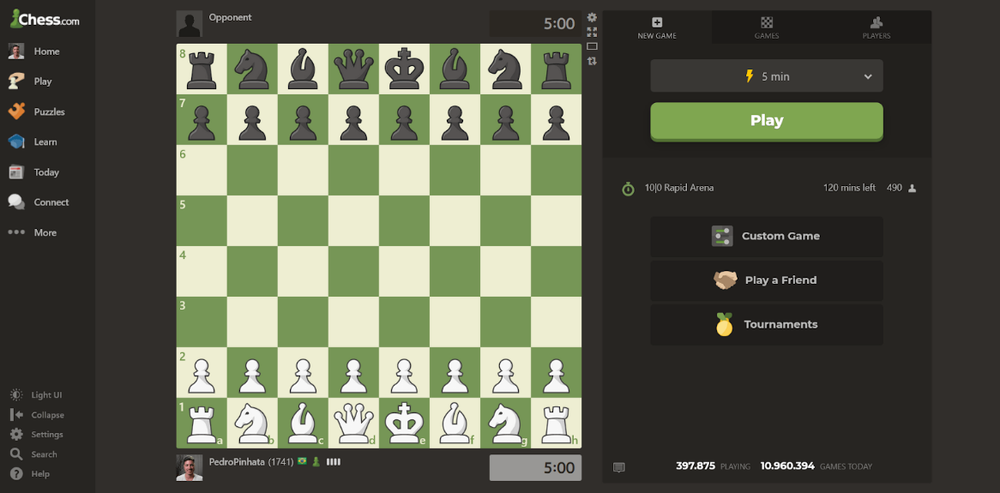 Chess.com
Home
Play
Puzzles
Learn
Today
Connect
More
Light UI
Collapse
Settings
Search
Help
Opponent
5:00
8
7
6
5
4
3
2
1
a b c d e f g h
PedroPinhata (1741)
5:00
NEW GAME
GAMES
PLAYERS
5 min
Play
10|0 Rapid Arena 120 mins left 490
Custom Game
Play a Friend
Tournaments
397.875 PLAYING 10.960.394 GAMES TODAY